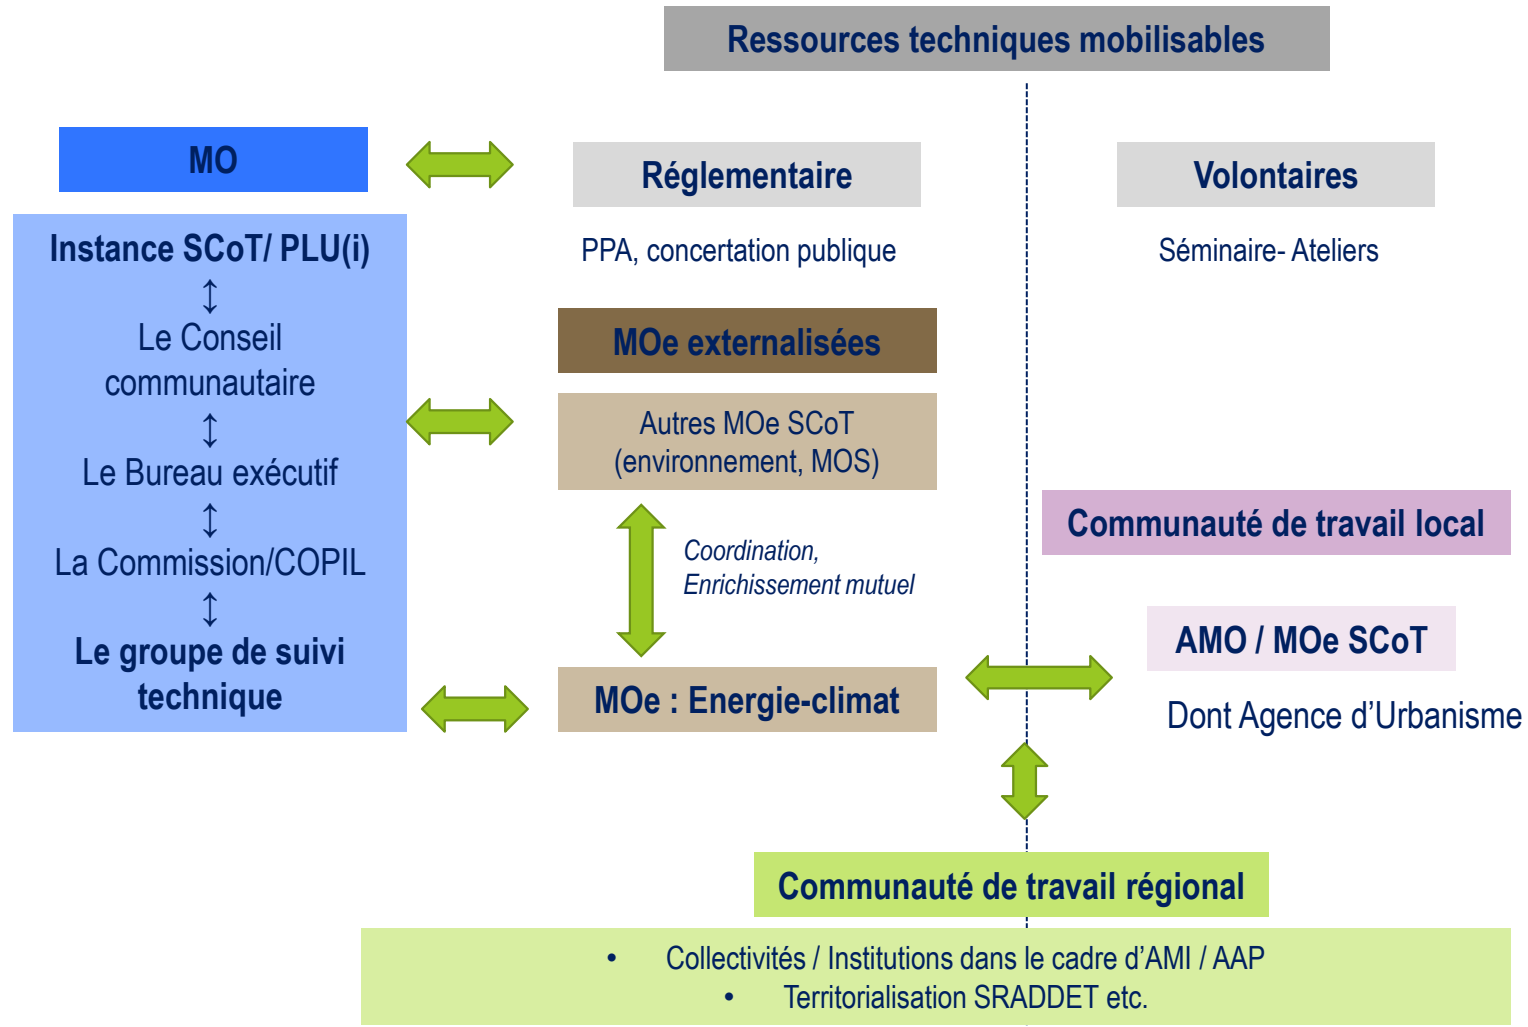 Ressources techniques mobilisables
MO
Réglementaire
Volontaires
Instance SCoT/ PLU(i)
↕
Le Conseil
communautaire
↕
Le Bureau exécutif
↕
La Commission/COPIL
↕
Le groupe de suivi
technique
PPA, concertation publique
Séminaire- Ateliers
MOe externalisées
Autres MOe SCoT
(environnement, MOS)
Coordination,
Enrichissement mutuel
MOe : Energie-climat
Communauté de travail local
AMO / MOe SCoT
Dont Agence d’Urbanisme
Communauté de travail régional
• Collectivités / Institutions dans le cadre d’AMI / AAP
• Territorialisation SRADDET etc.